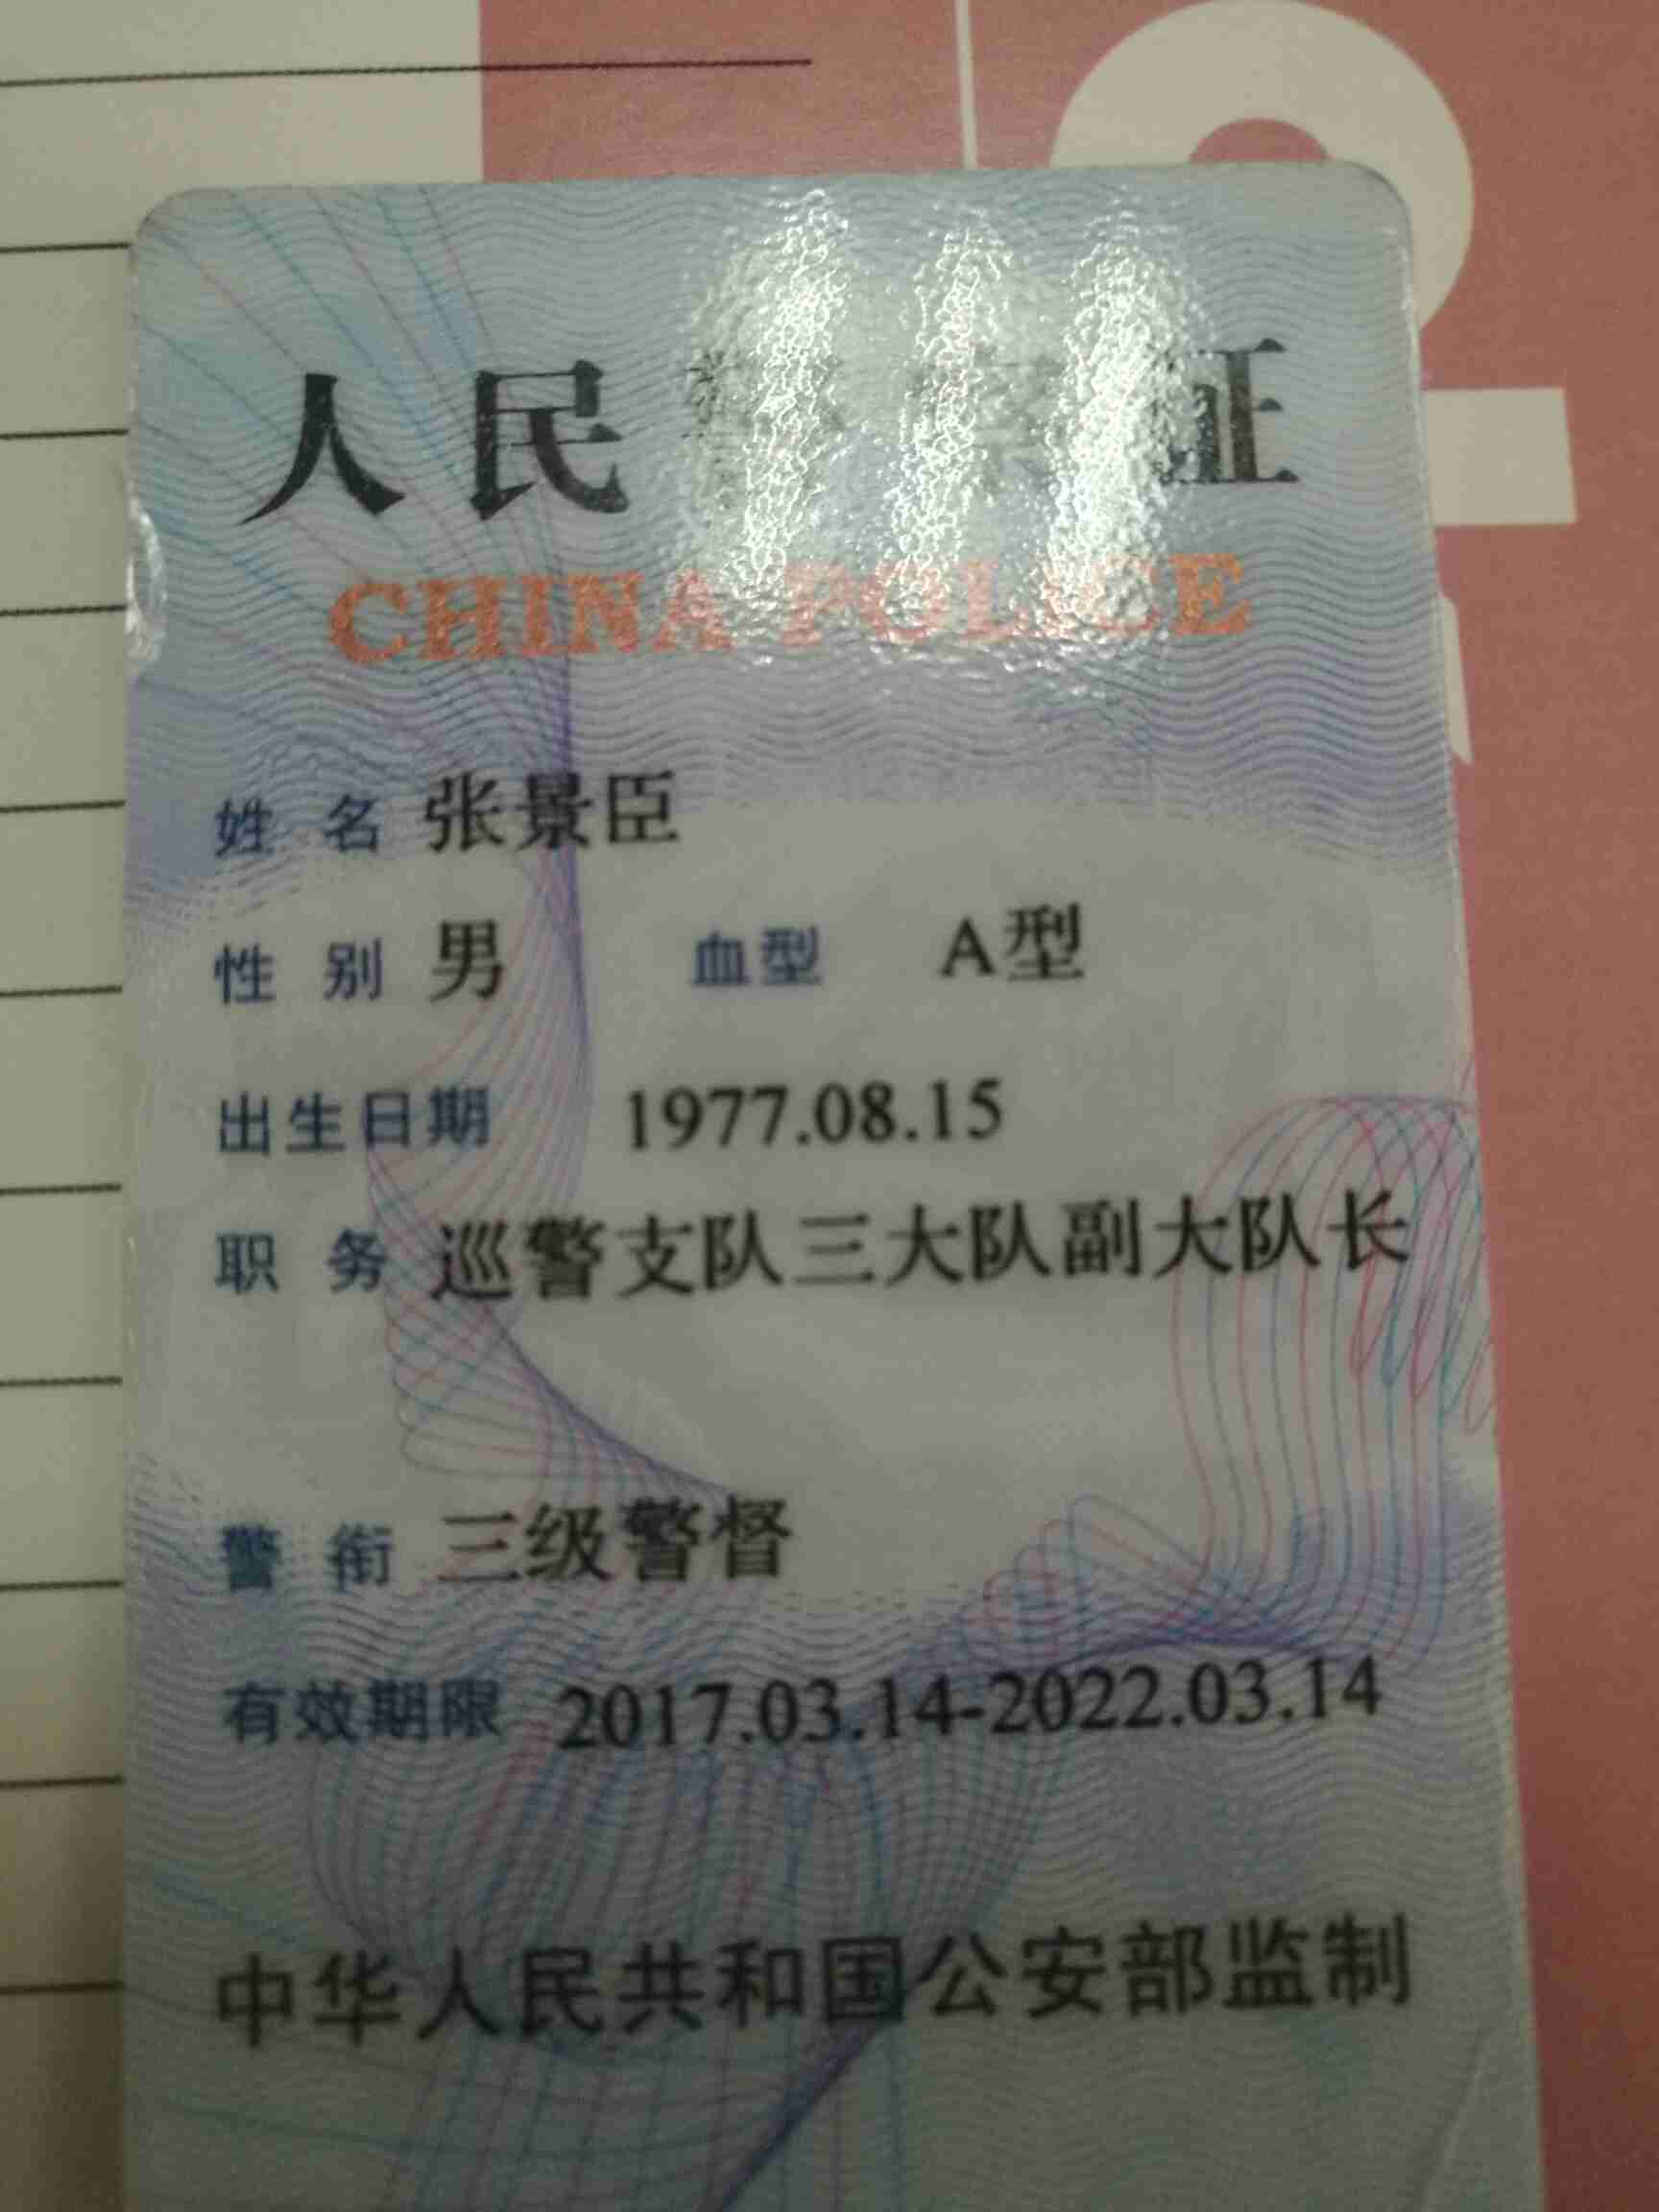 人民 证
CHINA POLICE
姓 名 张景臣
性 别 男 血型 A型
出生日期 1977.08.15
职 务 巡警支队三大队副大队长
警 衔 三级警督
有效期限 2017.03.14-2022.03.14
中华人民共和国公安部监制